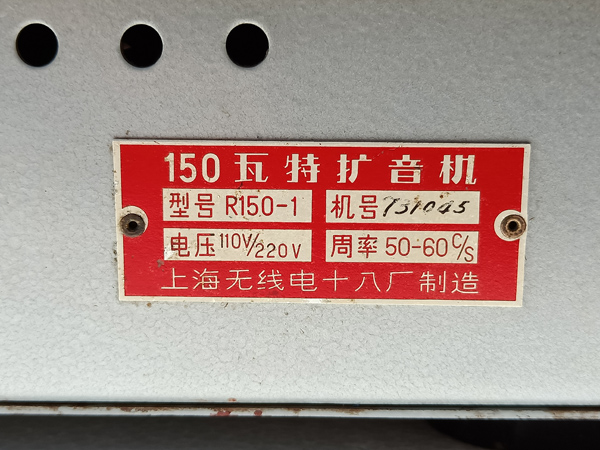 150瓦特扩音机
型号 R150-1 机号 731045
电压 110V/220V 周率 50-60 C/S
上海无线电十八厂制造